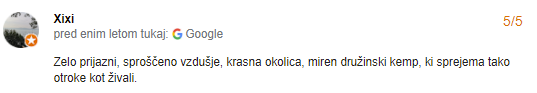 Xixi
5/5
pred enim letom tukaj: Google
Zelo prijazni, sproščeno vzdušje, krasna okolica, miren družinski kemp, ki sprejema tako
otroke kot živali.